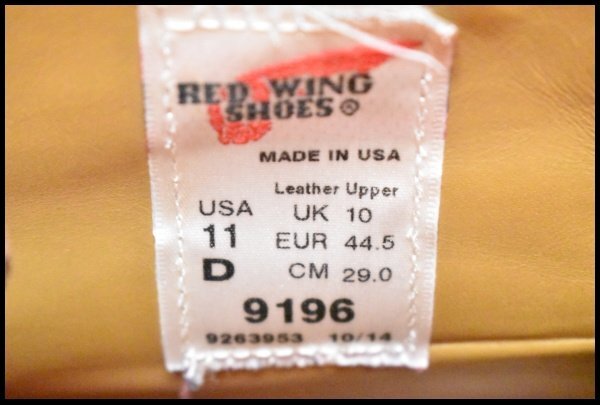 RED WING
SHOES ®
MADE IN USA
Leather Upper
USA UK 10
11 EUR 44.5
D CM 29.0
9196
9263953 10/14